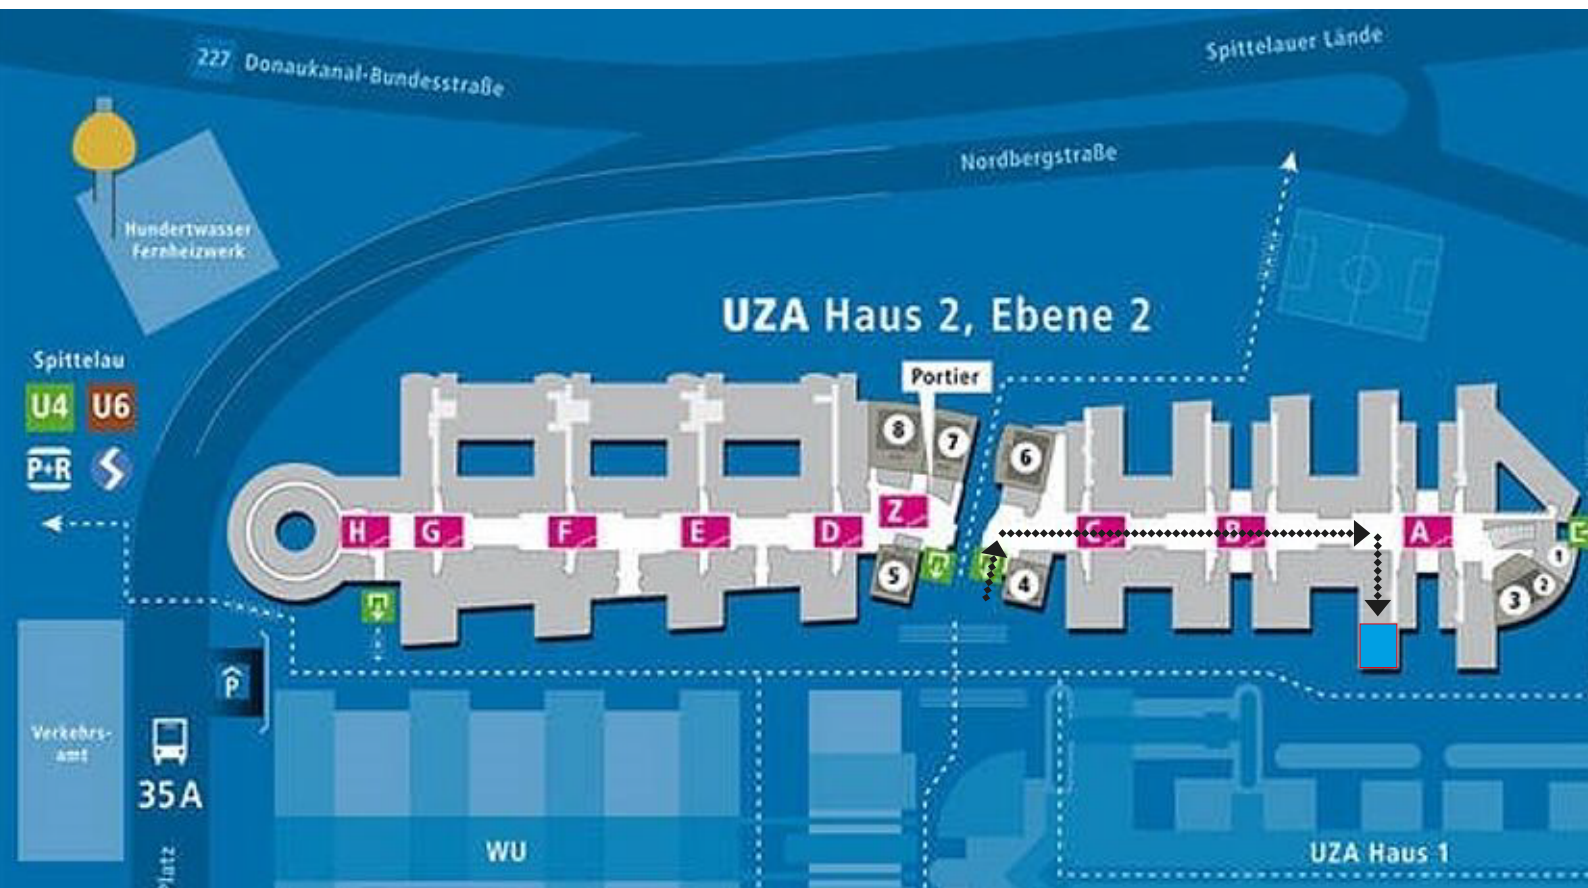 227 Donaukanal-Bundesstraße
Spittelauer Lände
Nordbergstraße
Hundertwasser
Fernheizwerk
UZA Haus 2, Ebene 2
Spittelau
U4 U6
P+R
Portier
8
7
6
Z
H
G
F
E
D
C
B
A
5
4
1
2
3
P
Verkehrs-
amt
35A
Platz
WU
UZA Haus 1